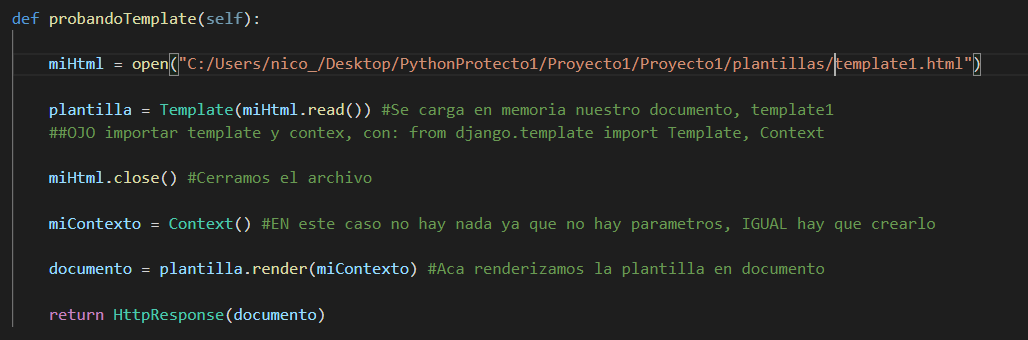 def probandoTemplate(self):
miHtml = open("C:/Users/nico_/Desktop/PythonProtecto1/Proyecto1/Proyecto1/plantillas/template1.html")
plantilla = Template(miHtml.read()) #Se carga en memoria nuestro documento, template1
##OJO importar template y contex, con: from django.template import Template, Context
miHtml.close() #Cerramos el archivo
miContexto = Context() #EN este caso no hay nada ya que no hay parametros, IGUAL hay que crearlo
documento = plantilla.render(miContexto) #Aca renderizamos la plantilla en documento
return HttpResponse(documento)